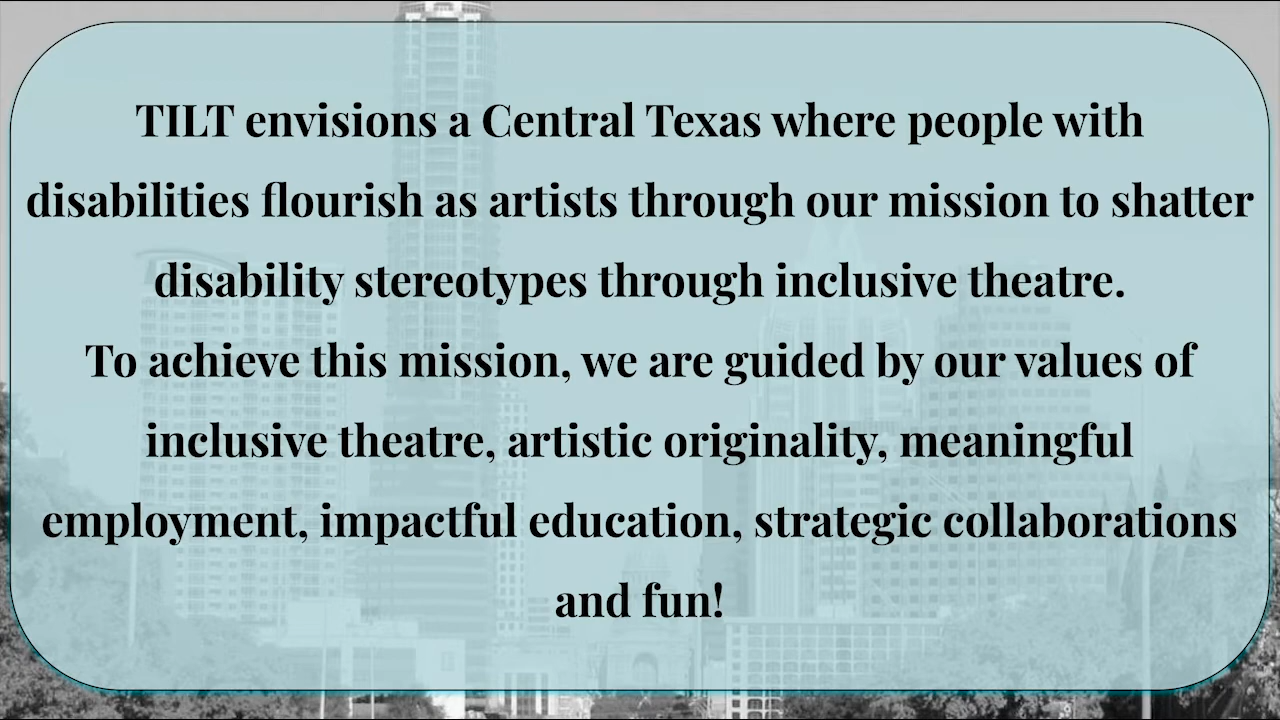 TILT envisions a Central Texas where people with
disabilities flourish as artists through our mission to shatter
disability stereotypes through inclusive theatre.
To achieve this mission, we are guided by our values of
inclusive theatre, artistic originality, meaningful
employment, impactful education, strategic collaborations
and fun!